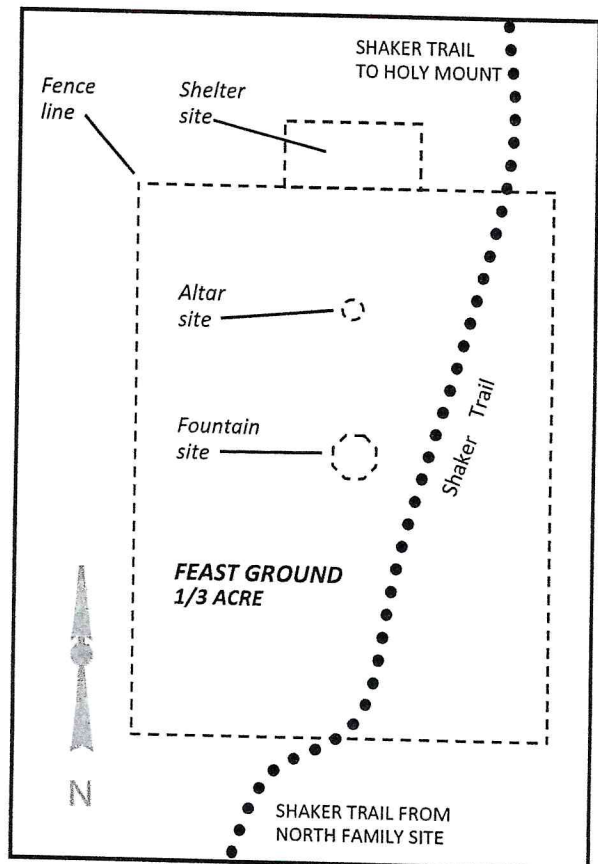 SHAKER TRAIL
TO HOLY MOUNT
Fence
line
Shelter
site
Altar
site
Fountain
site
Shaker Trail
FEAST GROUND
1/3 ACRE
N
SHAKER TRAIL FROM
NORTH FAMILY SITE